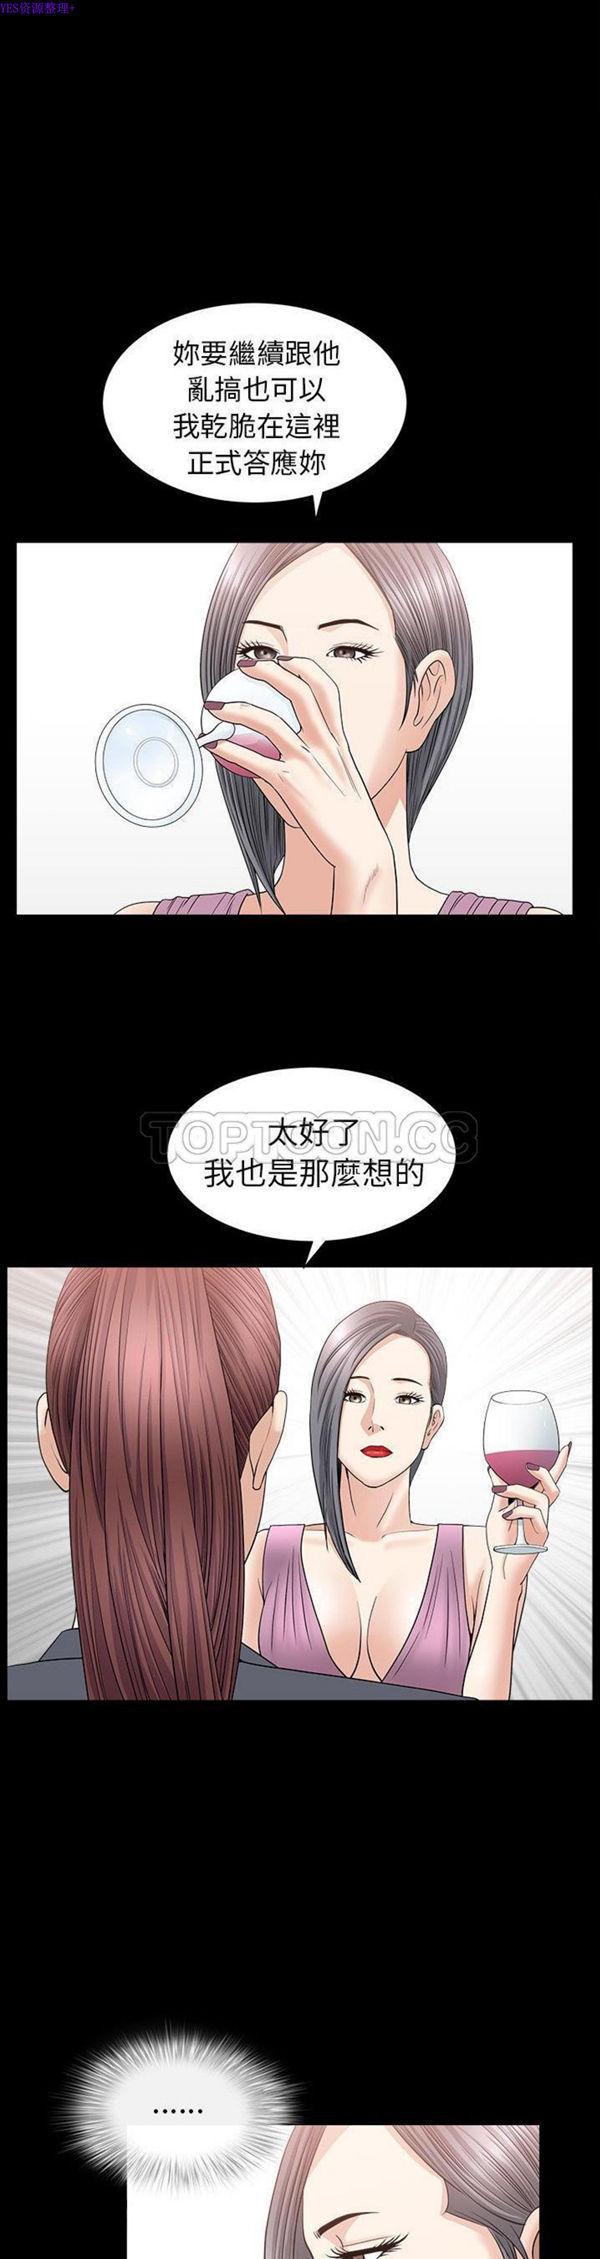 YES资源整理+
妳要繼續跟他
亂搞也可以
我乾脆在這裡
正式答應妳
太好了
TOPTOON.CC
我也是那麼想的
......